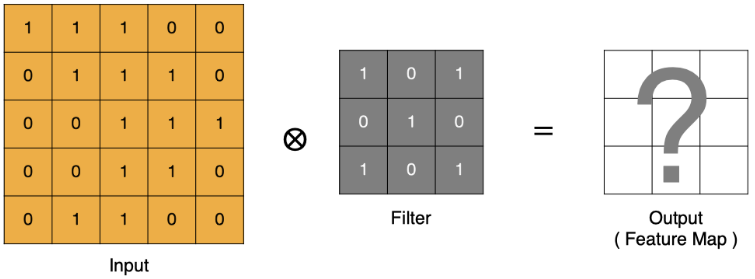 1 1 1 0 0
0 1 1 1 0
0 0 1 1 1
0 0 1 1 0
0 1 1 0 0
Input
⊗
1 0 1
0 1 0
1 0 1
Filter
=
?
Output
( Feature Map )